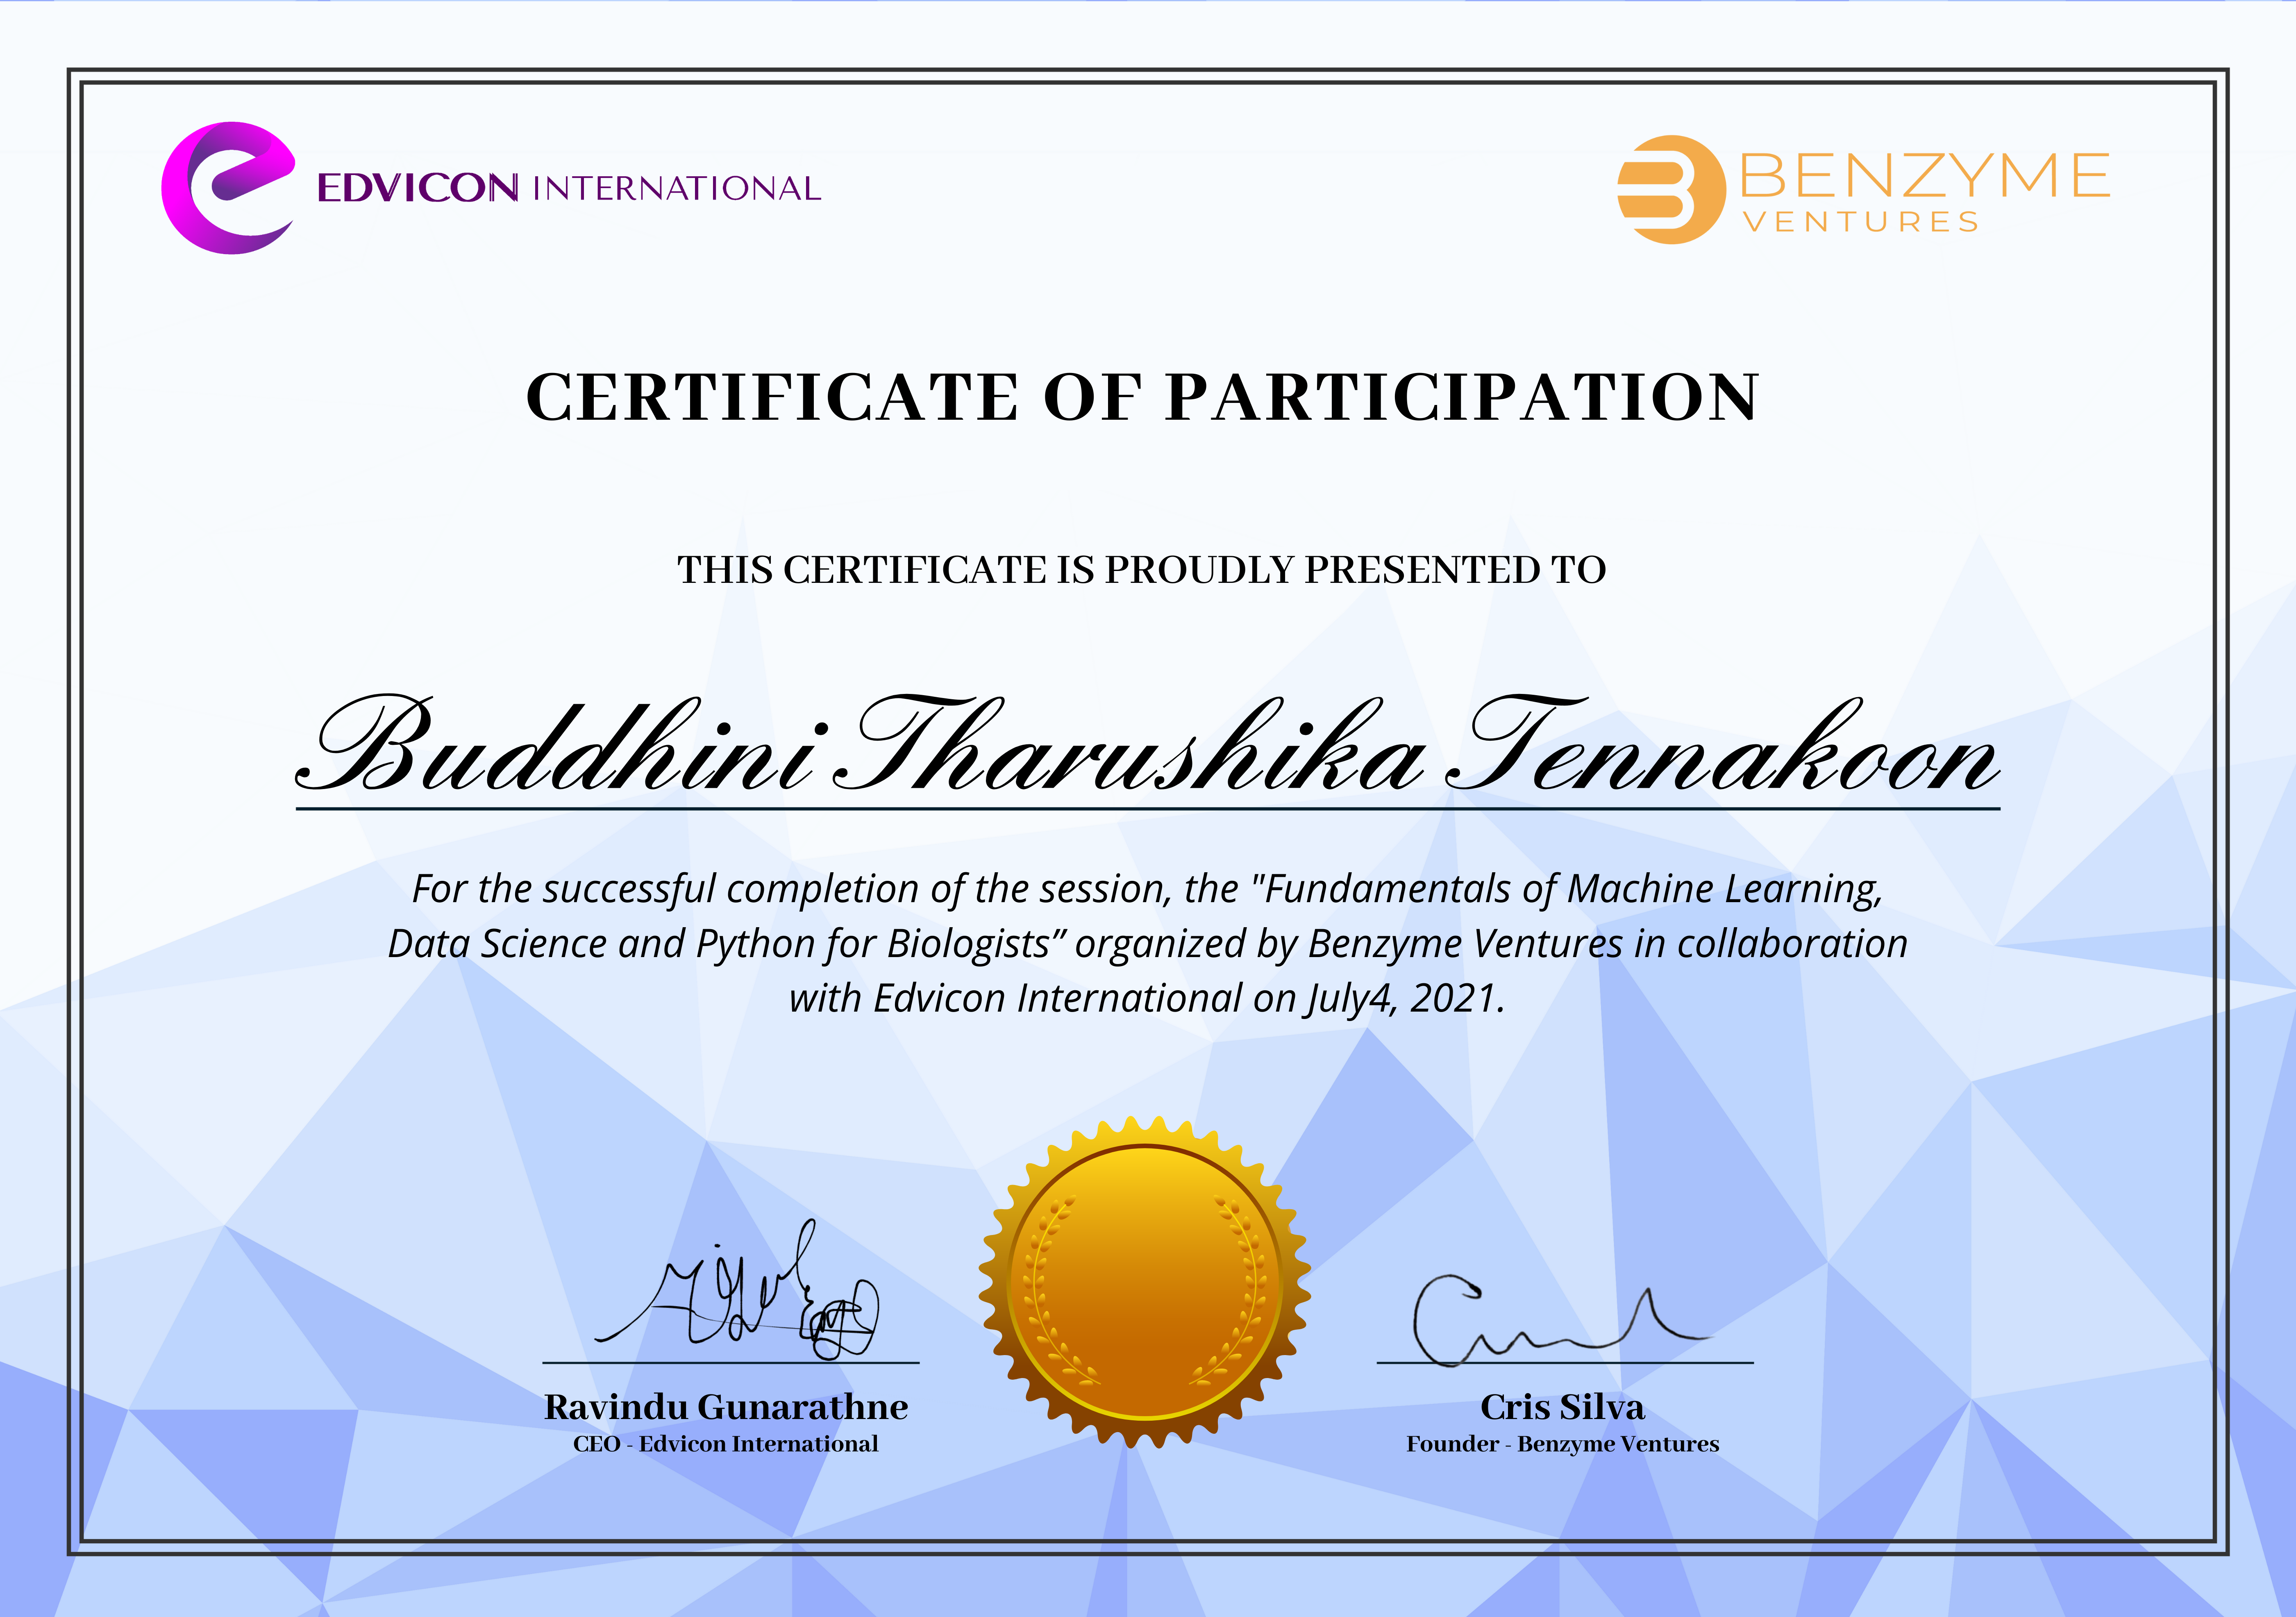 EDVICON INTERNATIONAL
BENZYME
VENTURES
CERTIFICATE OF PARTICIPATION
THIS CERTIFICATE IS PROUDLY PRESENTED TO
Buddhini Tharushika Tennakoon
For the successful completion of the session, the "Fundamentals of Machine Learning,
Data Science and Python for Biologists” organized by Benzyme Ventures in collaboration
with Edvicon International on July4, 2021.
Ravindu Gunarathne
CEO - Edvicon International
Cris Silva
Founder - Benzyme Ventures